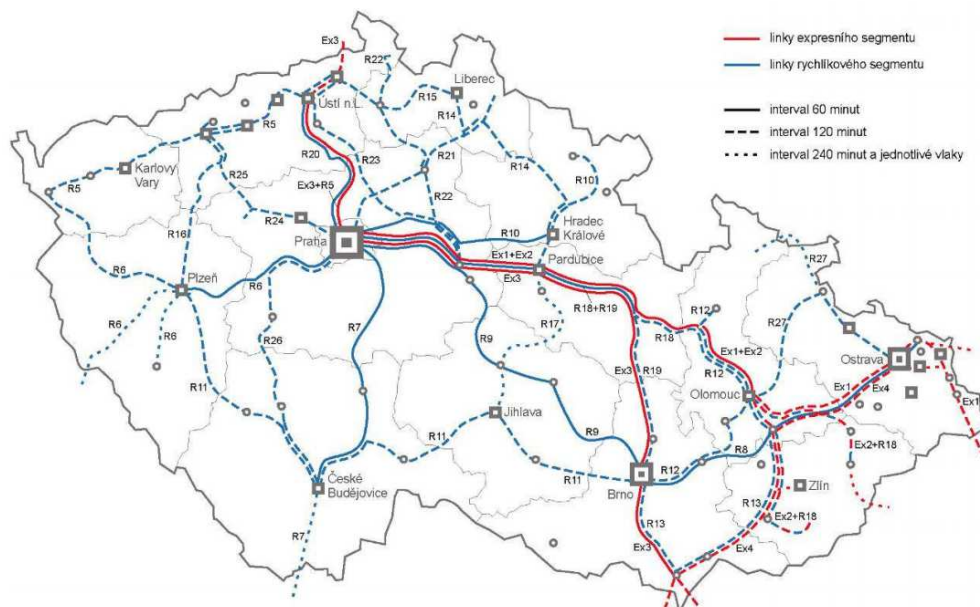 linky expresního segmentu
linky rychlíkového segmentu
interval 60 minut
interval 120 minut
interval 240 minut a jednotlivé vlaky
Ex3
R22
Liberec
Ústí n.L.
R15
R14
R5
R20
R23
R21
R14
Karlovy
Vary
R25
R10
R5
Ex3+R5
R22
R24
Hradec
Králové
Praha
R10
R16
Pardubice
Ex1+Ex2
Ex3
R27
Plzeň
R6
R6
R18+R19
R12
R6
R6
R7
R17
R18
R27
R26
R9
Ex1+Ex2
Ostrava
R12
Ex3
R19
Ex1
Ex4
Olomouc
R11
Ex1
Jihlava
R11
R9
R8
Ex2+R18
R12
R11
České
Budějovice
Brno
Zlín
R13
Ex2+R18
R13
R7
Ex3
Ex4